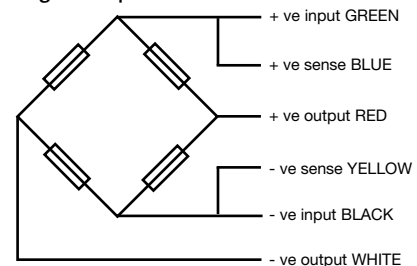 + ve input GREEN
+ ve sense BLUE
+ ve output RED
- ve sense YELLOW
- ve input BLACK
- ve output WHITE